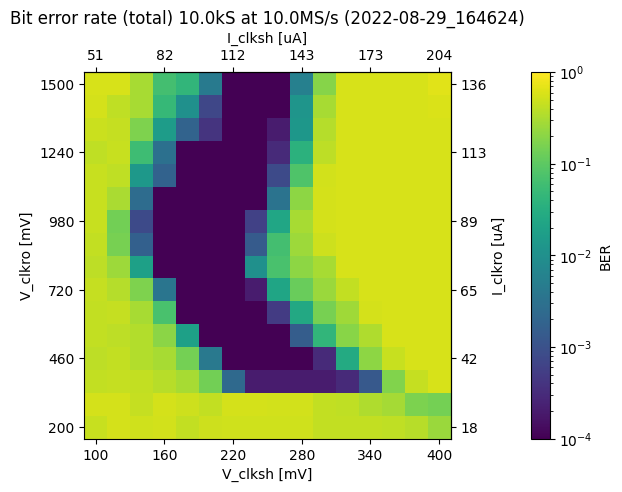 Bit error rate (total) 10.0kS at 10.0MS/s (2022-08-29_164624)
I_clksh [uA]
51 82 112 143 173 204
1500 136 10^0
1240 113 10^-1
980 89
720 65 10^-2
460 42 10^-3
200 18 10^-4
V_clkro [mV]
I_clkro [uA]
BER
100 160 220 280 340 400
V_clksh [mV]